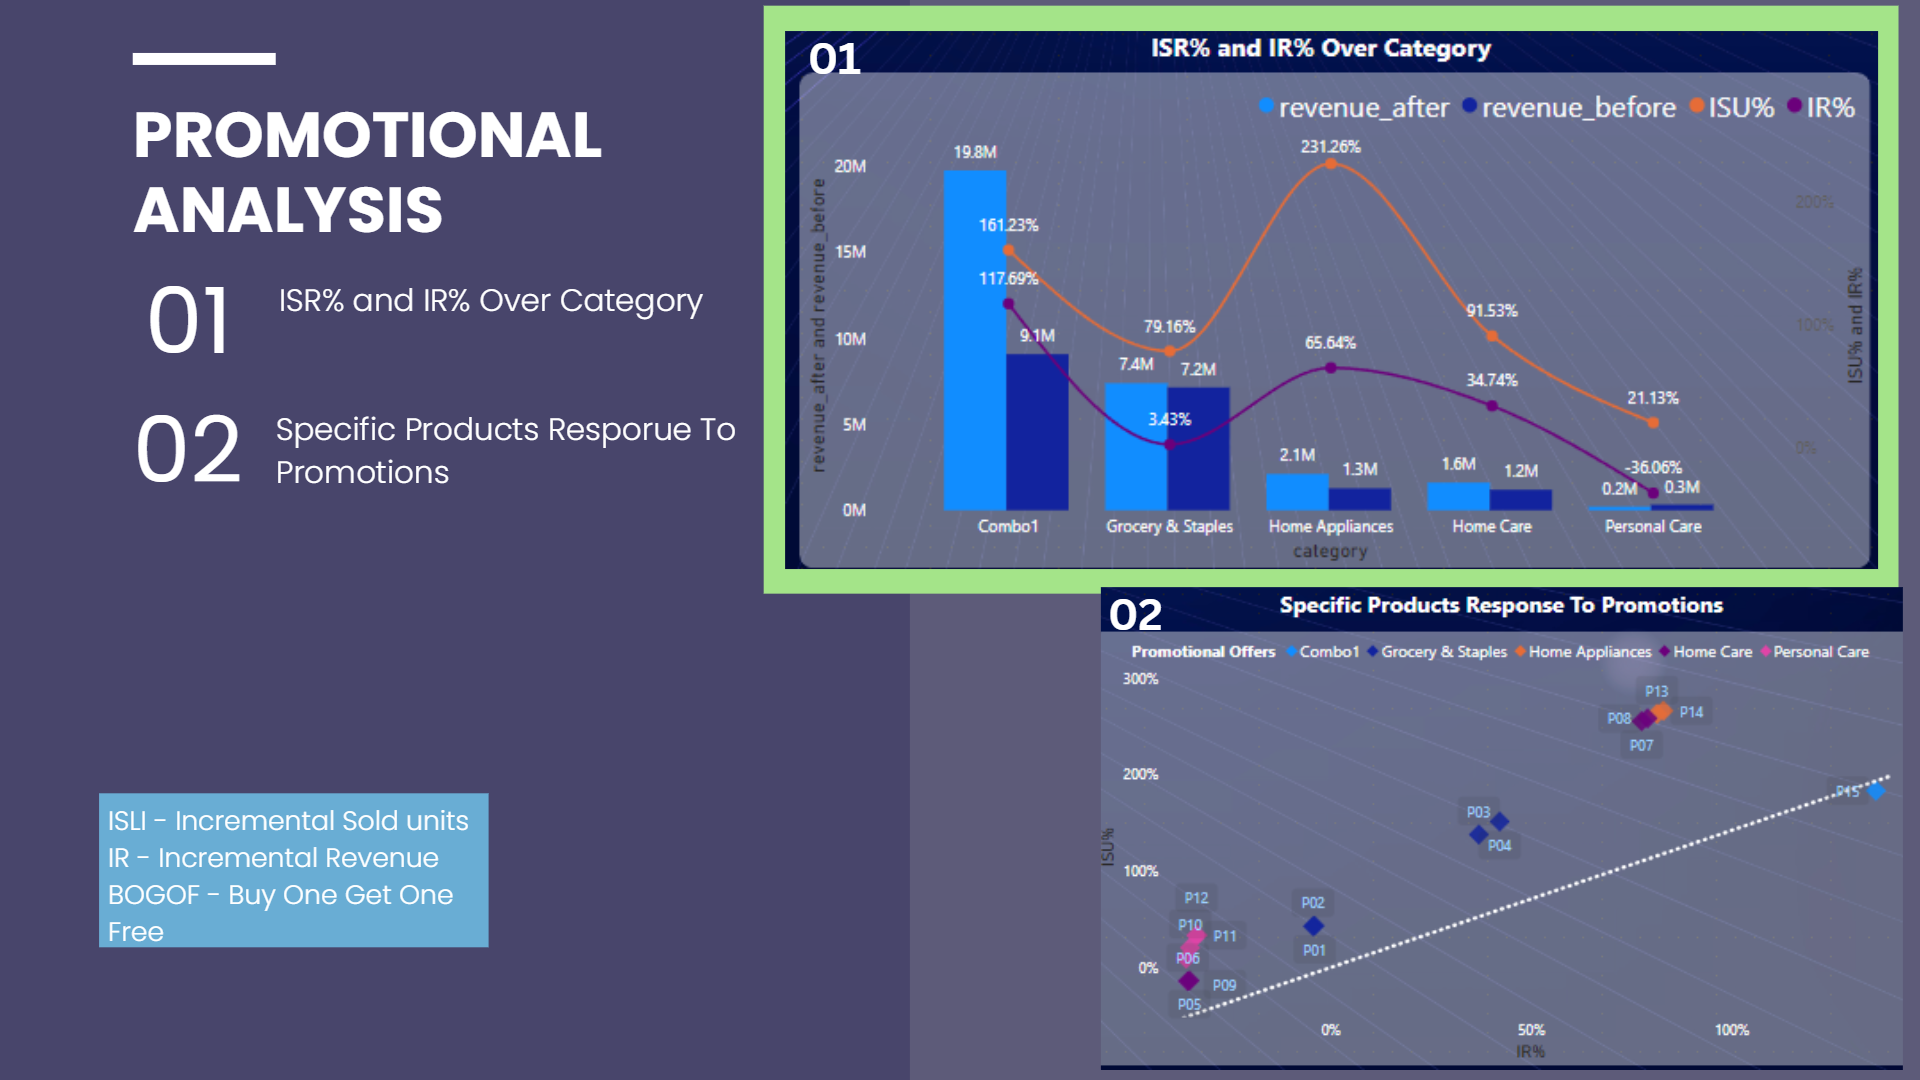 PROMOTIONAL
ANALYSIS
01
ISR% and IR% Over Category
02
Specific Products Resporue To
Promotions
ISLI - Incremental Sold units
IR - Incremental Revenue
BOGOF - Buy One Get One
Free
01
ISR% and IR% Over Category
revenue_after revenue_before ISU% IR%
revenue_after and revenue_before
20M
15M
10M
5M
0M
19.8M
161.23%
117.69%
9.1M
79.16%
7.4M
7.2M
3.43%
231.26%
65.64%
2.1M
1.3M
91.53%
34.74%
1.6M
1.2M
21.13%
-36.06%
0.2M
0.3M
200%
100%
0%
ISU% and IR%
Combo1 Grocery & Staples Home Appliances Home Care Personal Care
category
02
Specific Products Response To Promotions
Promotional Offers Combo1 Grocery & Staples Home Appliances Home Care Personal Care
300%
200%
100%
0%
ISU%
P13
P08
P14
P07
P15
P03
P04
P12
P02
P10
P11
P01
P06
P09
P05
0% 50% 100%
IR%